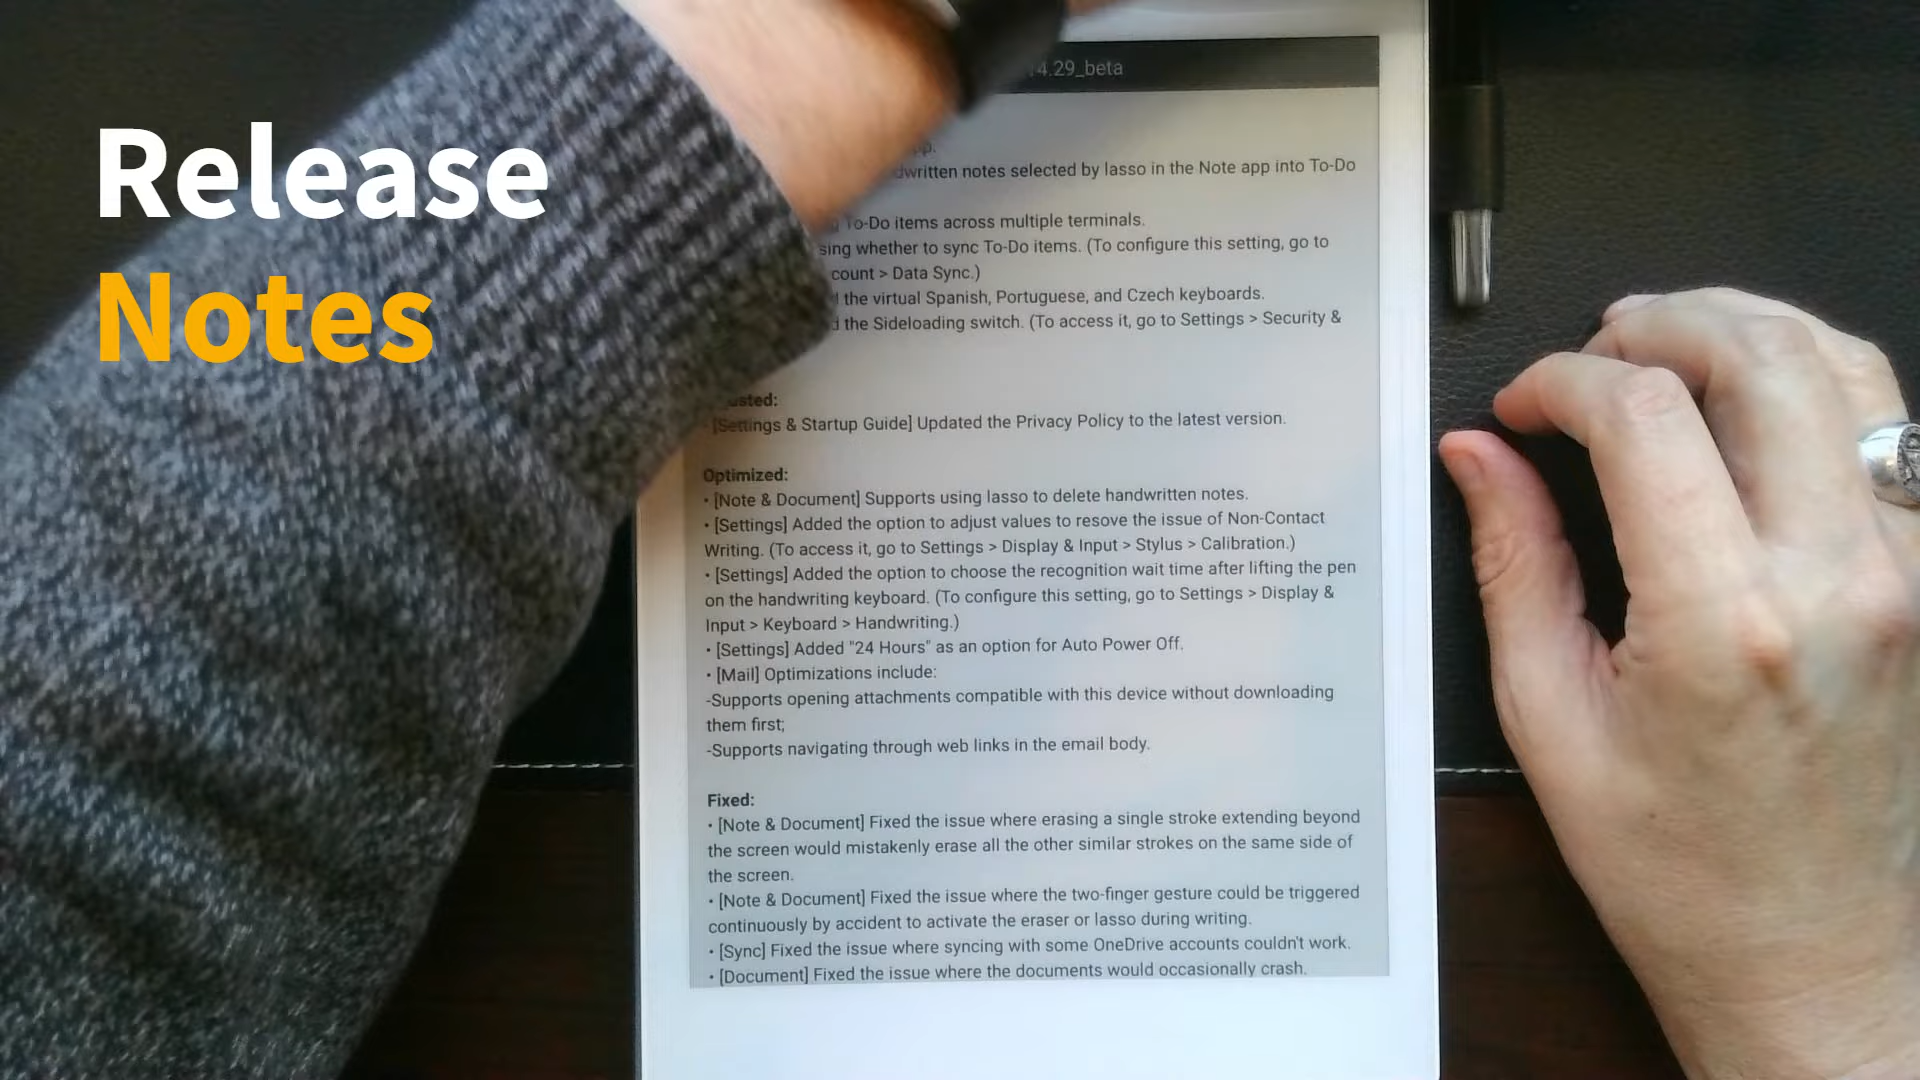 Release
Notes
4.29_beta
written notes selected by lasso in the Note app into To-Do
To-Do items across multiple terminals.
sing whether to sync To-Do items. (To configure this setting, go to
count > Data Sync.)
the virtual Spanish, Portuguese, and Czech keyboards.
the Sideloading switch. (To access it, go to Settings > Security &
usted:
• [Settings & Startup Guide] Updated the Privacy Policy to the latest version.
Optimized:
• [Note & Document] Supports using lasso to delete handwritten notes.
• [Settings] Added the option to adjust values to resove the issue of Non-Contact
Writing. (To access it, go to Settings > Display & Input > Stylus > Calibration.)
• [Settings] Added the option to choose the recognition wait time after lifting the pen
on the handwriting keyboard. (To configure this setting, go to Settings > Display &
Input > Keyboard > Handwriting.)
• [Settings] Added "24 Hours" as an option for Auto Power Off.
• [Mail] Optimizations include:
-Supports opening attachments compatible with this device without downloading
them first;
-Supports navigating through web links in the email body.
Fixed:
• [Note & Document] Fixed the issue where erasing a single stroke extending beyond
the screen would mistakenly erase all the other similar strokes on the same side of
the screen.
• [Note & Document] Fixed the issue where the two-finger gesture could be triggered
continuously by accident to activate the eraser or lasso during writing.
• [Sync] Fixed the issue where syncing with some OneDrive accounts couldn't work.
• [Document] Fixed the issue where the documents would occasionally crash.